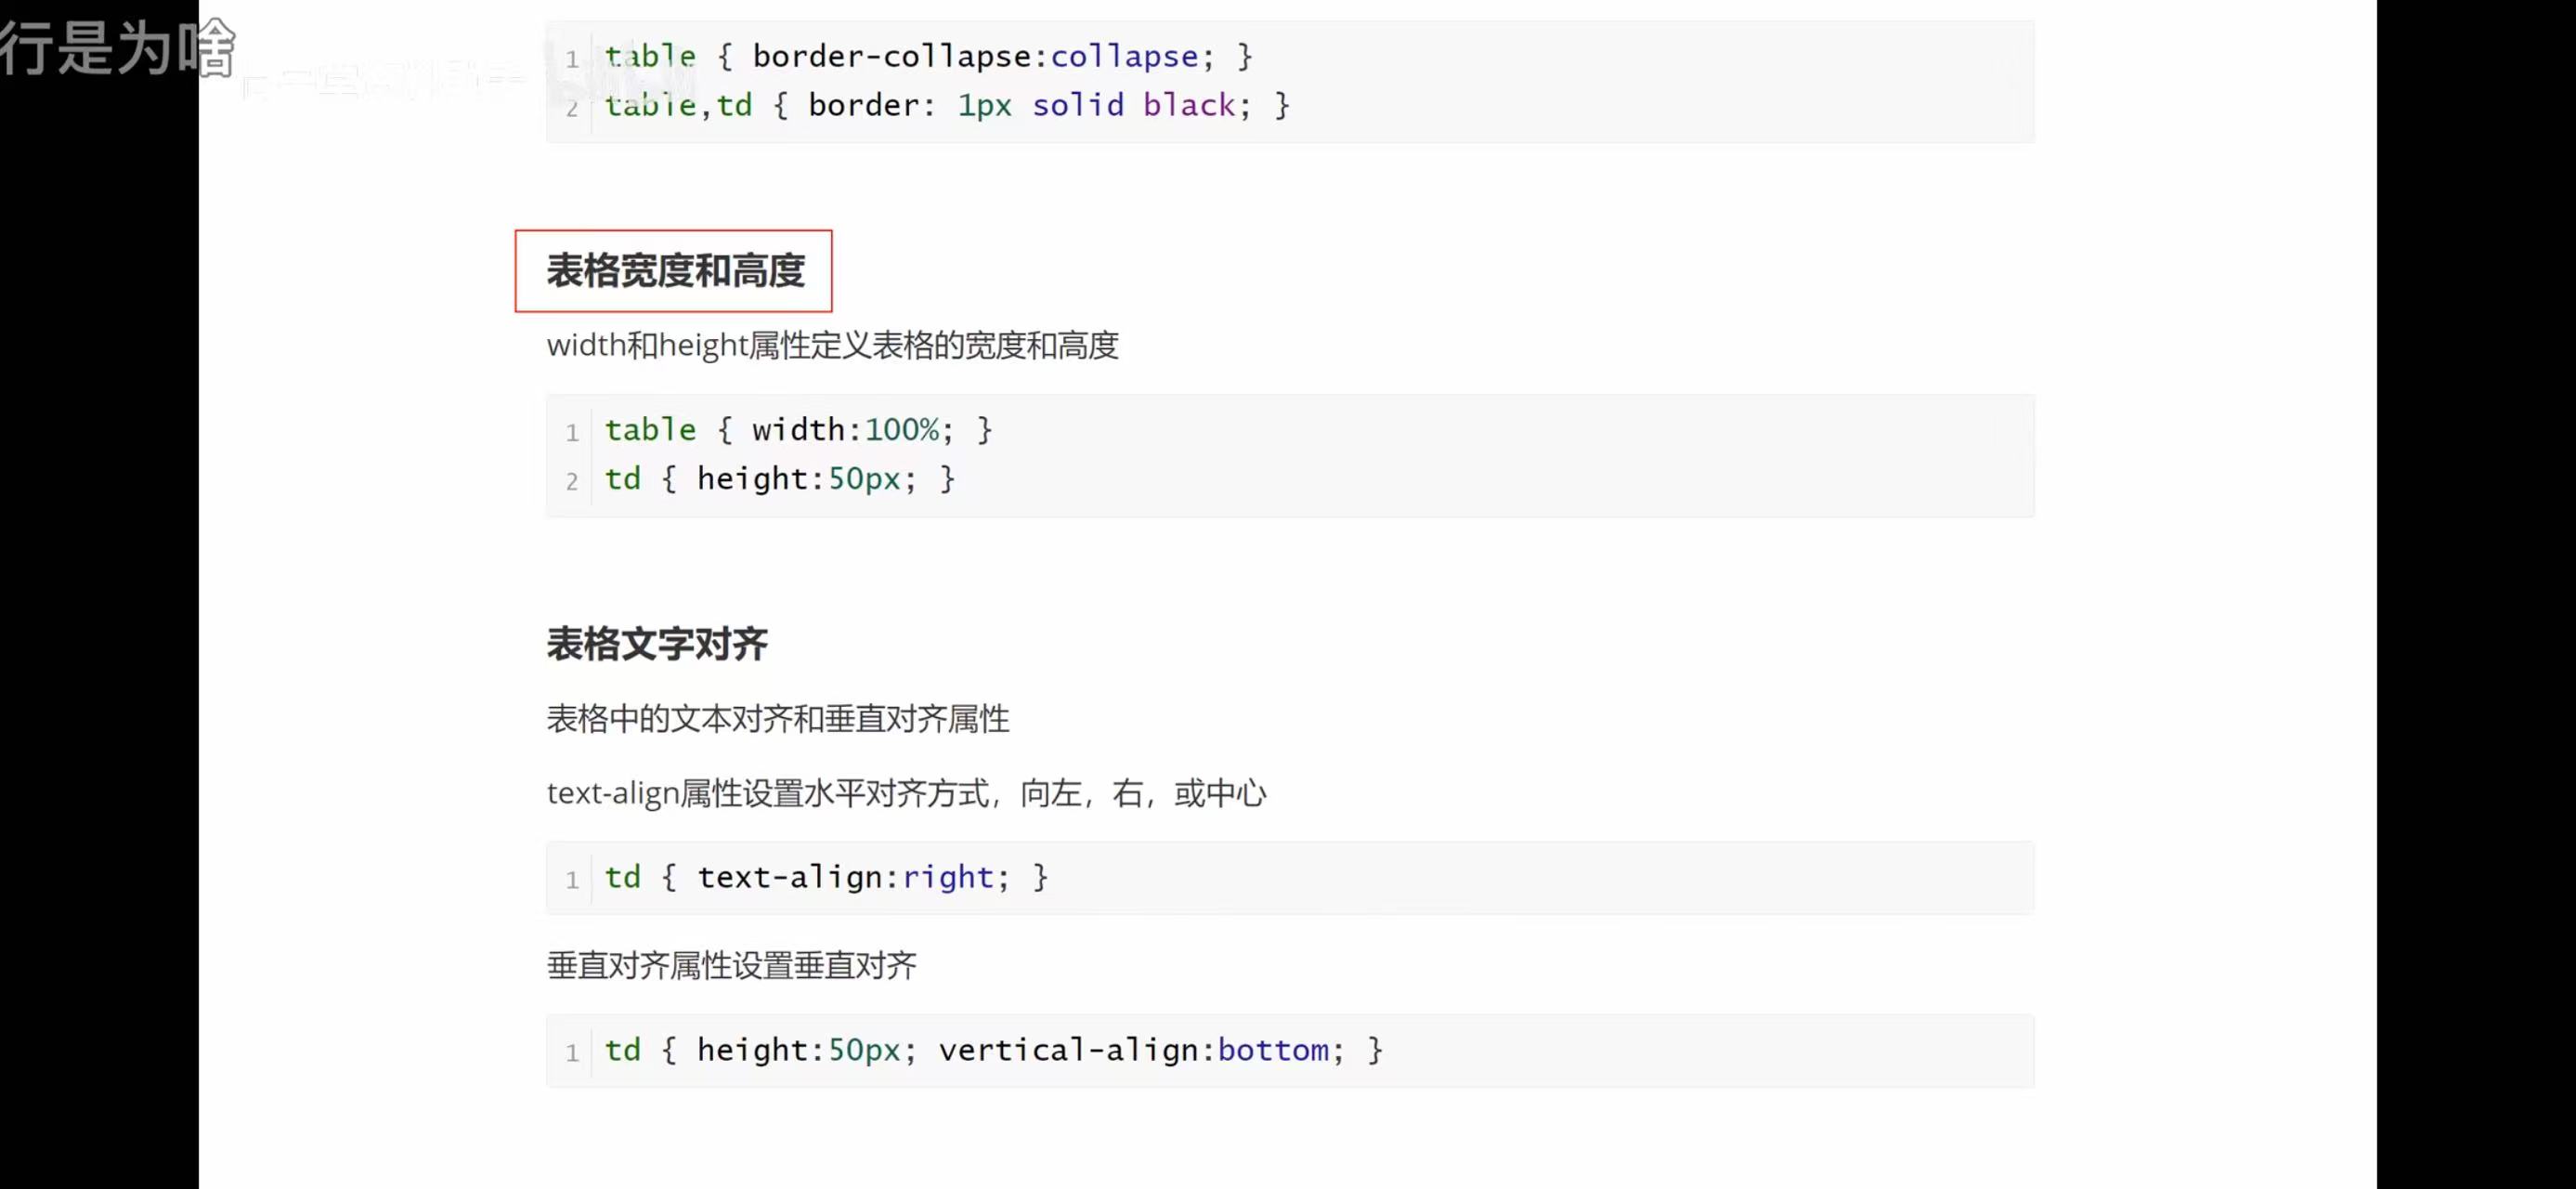 行是为啥
1 table { border-collapse:collapse; }
2 table,td { border: 1px solid black; }
表格宽度和高度
width和height属性定义表格的宽度和高度
1 table { width:100%; }
2 td { height:50px; }
表格文字对齐
表格中的文本对齐和垂直对齐属性
text-align属性设置水平对齐方式，向左，右，或中心
1 td { text-align:right; }
垂直对齐属性设置垂直对齐
1 td { height:50px; vertical-align:bottom; }